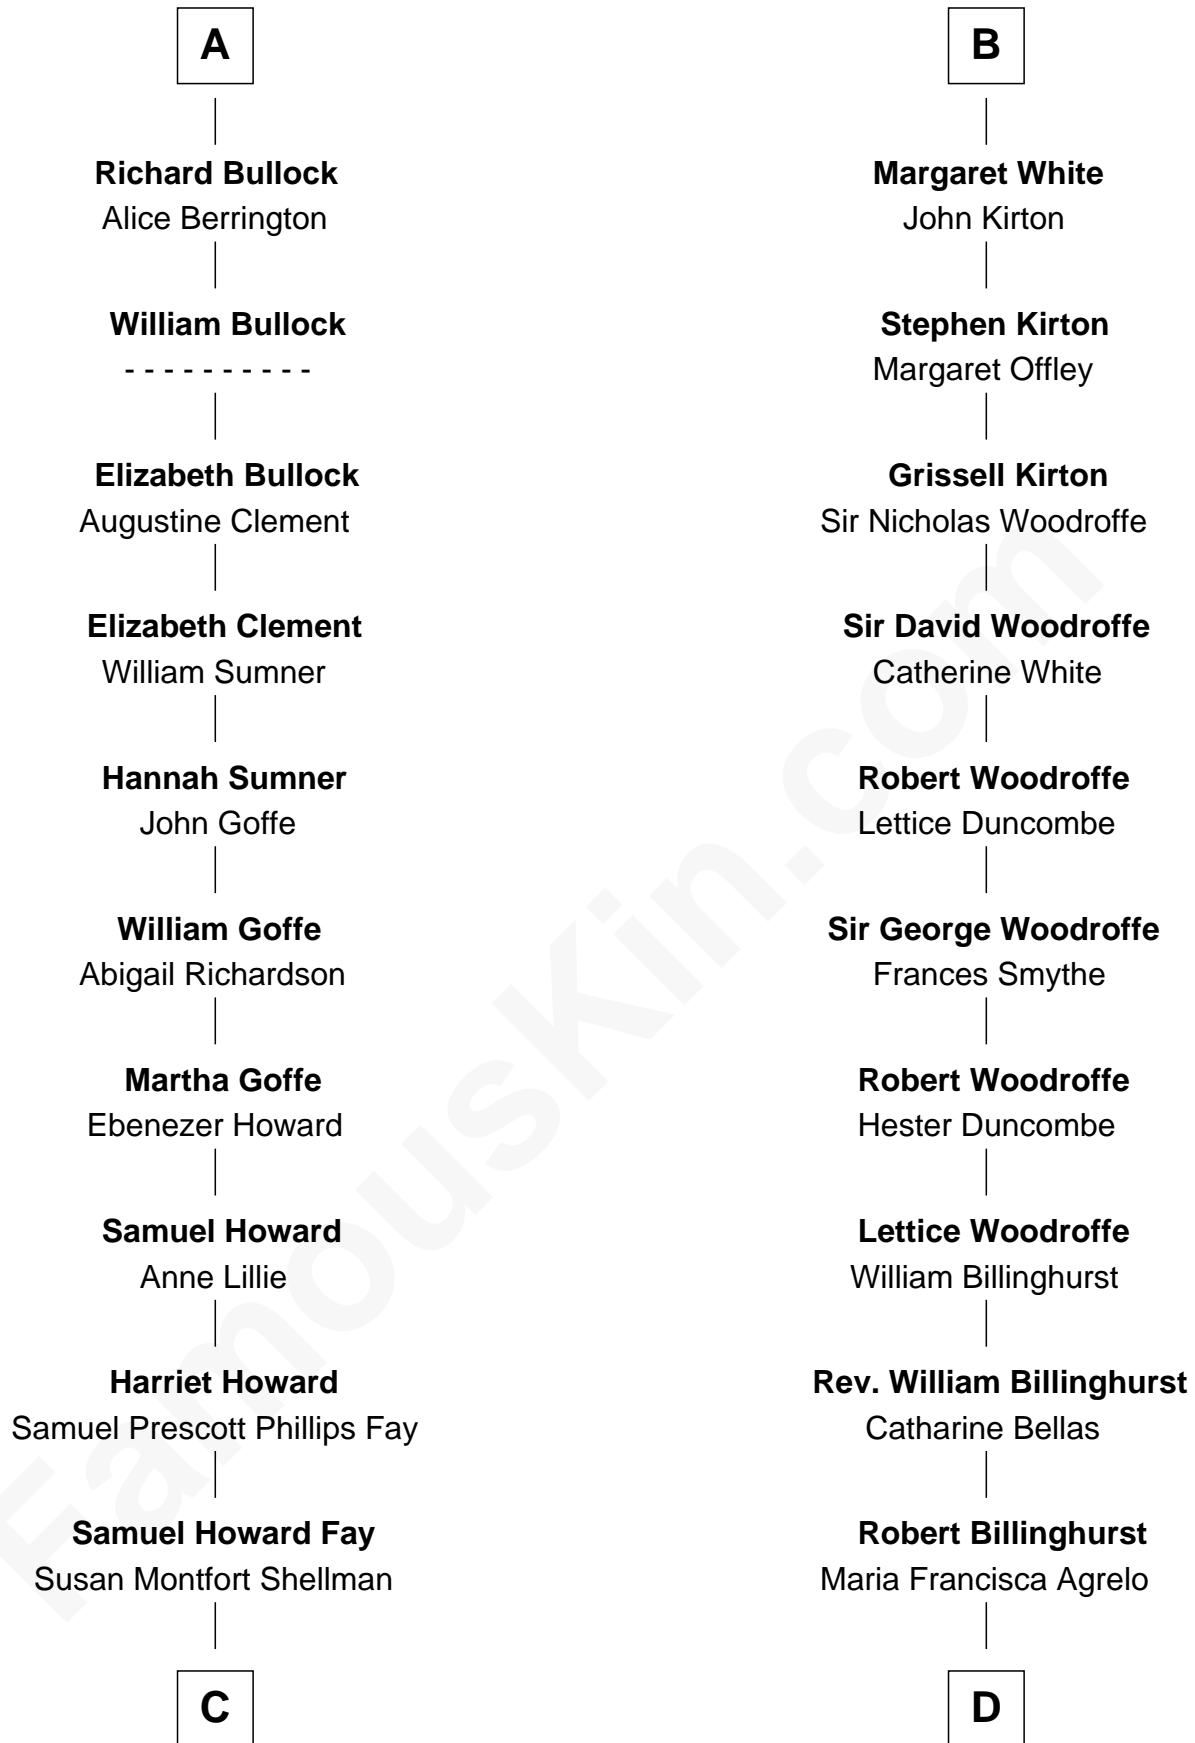 A
Richard Bullock
Alice Berrington
William Bullock
- - - - - - - - - -
Elizabeth Bullock
Augustine Clement
Elizabeth Clement
William Sumner
Hannah Sumner
John Goffe
William Goffe
Abigail Richardson
Martha Goffe
Ebenezer Howard
Samuel Howard
Anne Lillie
Harriet Howard
Samuel Prescott Phillips Fay
Samuel Howard Fay
Susan Montfort Shellman
C
B
Margaret White
John Kirton
Stephen Kirton
Margaret Offley
Grissell Kirton
Sir Nicholas Woodroffe
Sir David Woodroffe
Catherine White
Robert Woodroffe
Lettice Duncombe
Sir George Woodroffe
Frances Smythe
Robert Woodroffe
Hester Duncombe
Lettice Woodroffe
William Billinghurst
Rev. William Billinghurst
Catharine Bellas
Robert Billinghurst
Maria Francisca Agrelo
D
FamousKin.com